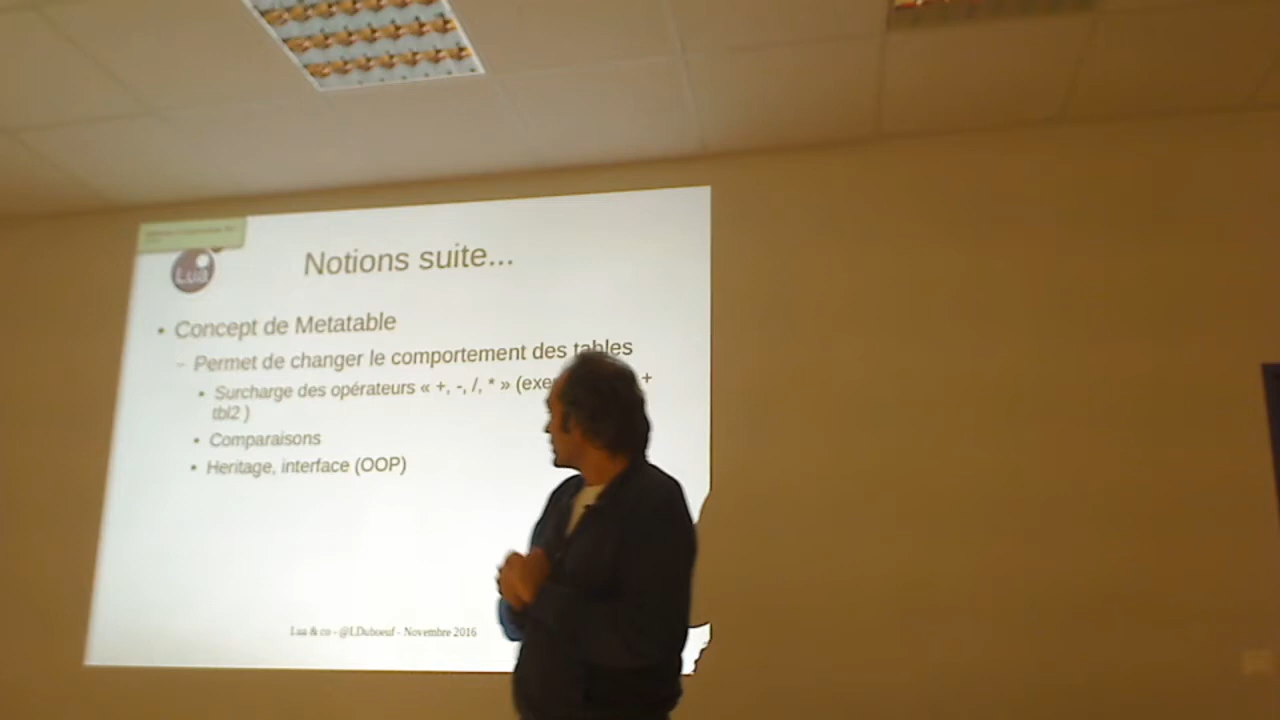 Lua
Notions suite...
• Concept de Metatable
– Permet de changer le comportement des tables
• Surcharge des opérateurs « +, -, /, * » (exe +
tbl2 )
• Comparaisons
• Heritage, interface (OOP)
Lua & co - @LDuboeuf - Novembre 2016